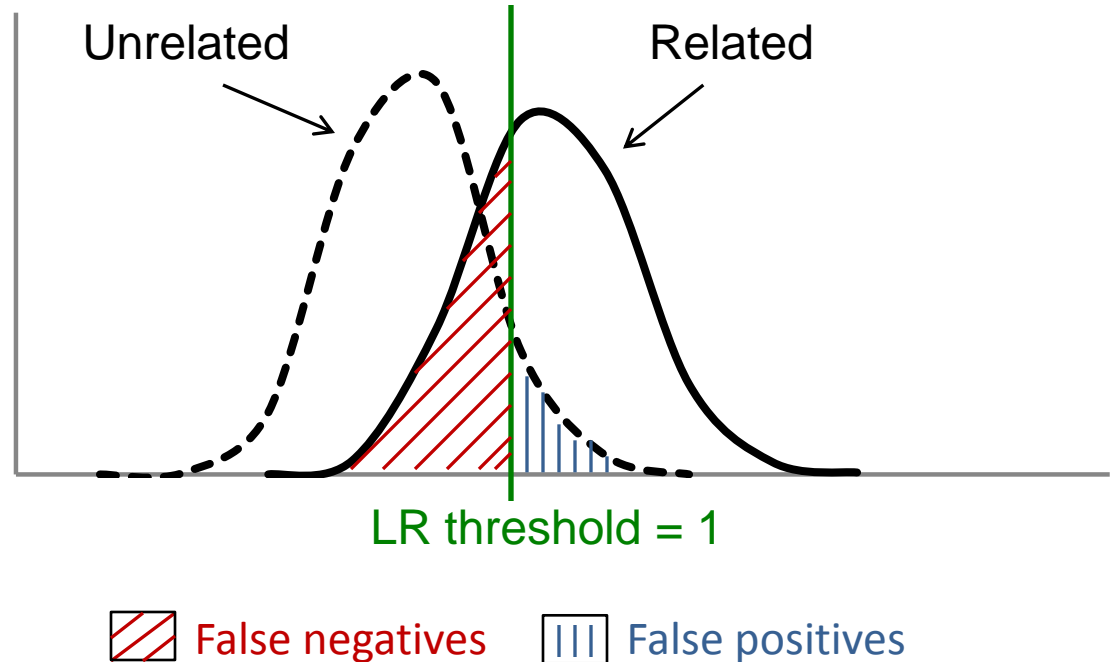 Unrelated
Related
LR threshold = 1
False negatives
False positives